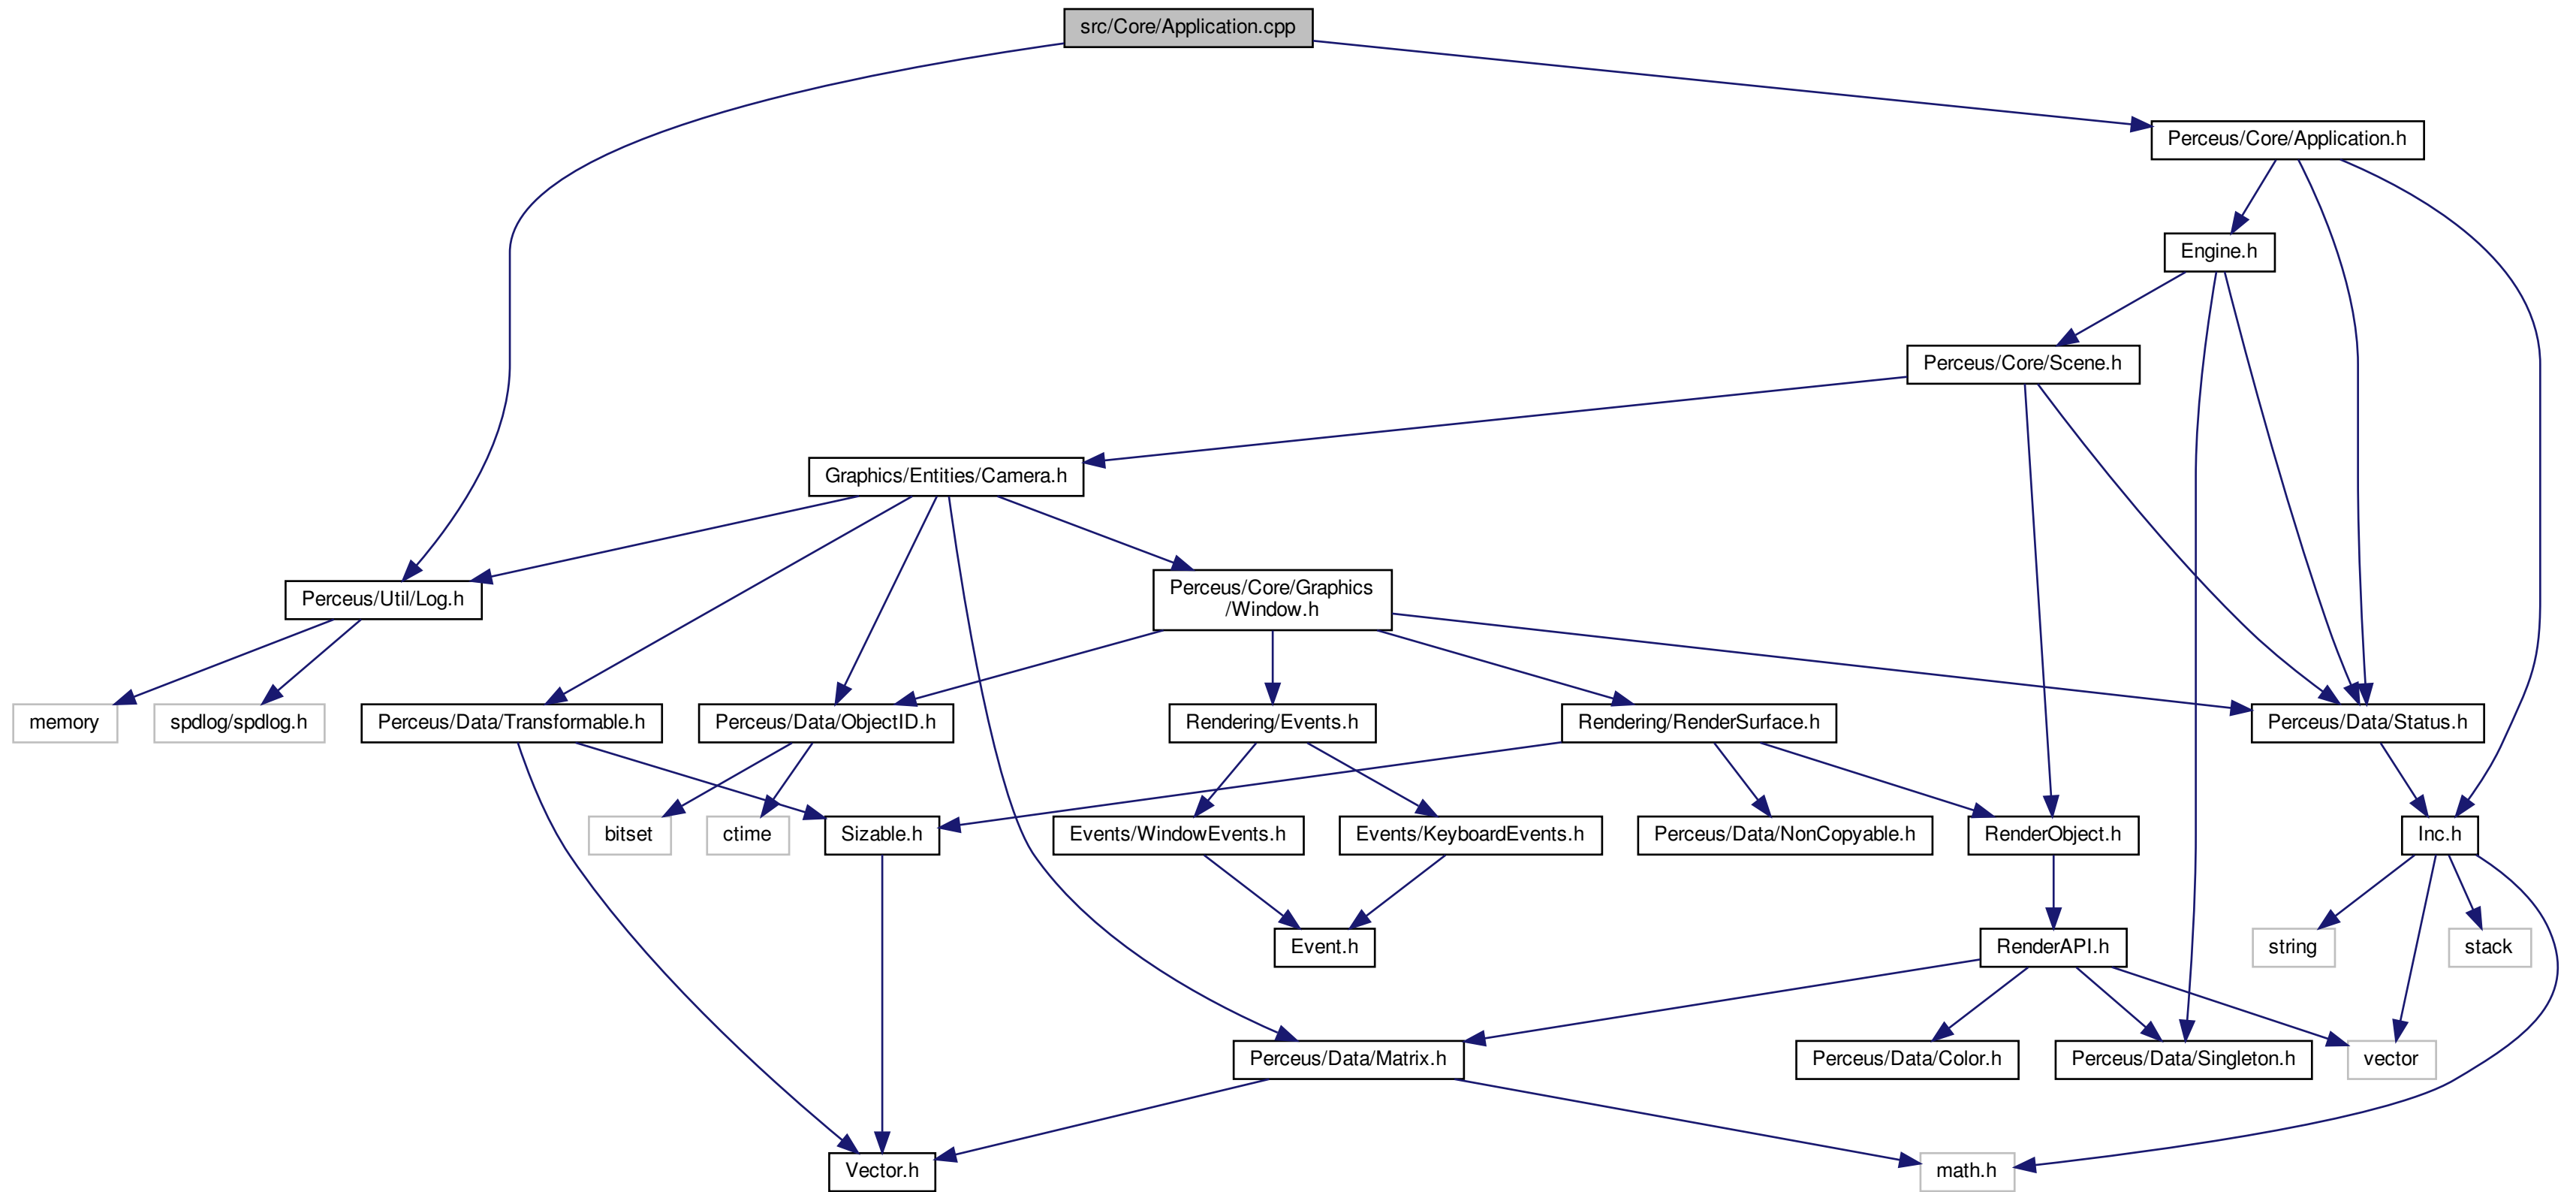 src/Core/Application.cpp
Perceus/Core/Application.h
Engine.h
Perceus/Core/Scene.h
Graphics/Entities/Camera.h
Perceus/Util/Log.h
Perceus/Core/Graphics
/Window.h
memory
spdlog/spdlog.h
Perceus/Data/Transformable.h
Perceus/Data/ObjectID.h
Rendering/Events.h
Rendering/RenderSurface.h
Perceus/Data/Status.h
bitset
ctime
Sizable.h
Events/WindowEvents.h
Events/KeyboardEvents.h
Perceus/Data/NonCopyable.h
RenderObject.h
Inc.h
Event.h
RenderAPI.h
string
stack
Perceus/Data/Matrix.h
Perceus/Data/Color.h
Perceus/Data/Singleton.h
vector
Vector.h
math.h